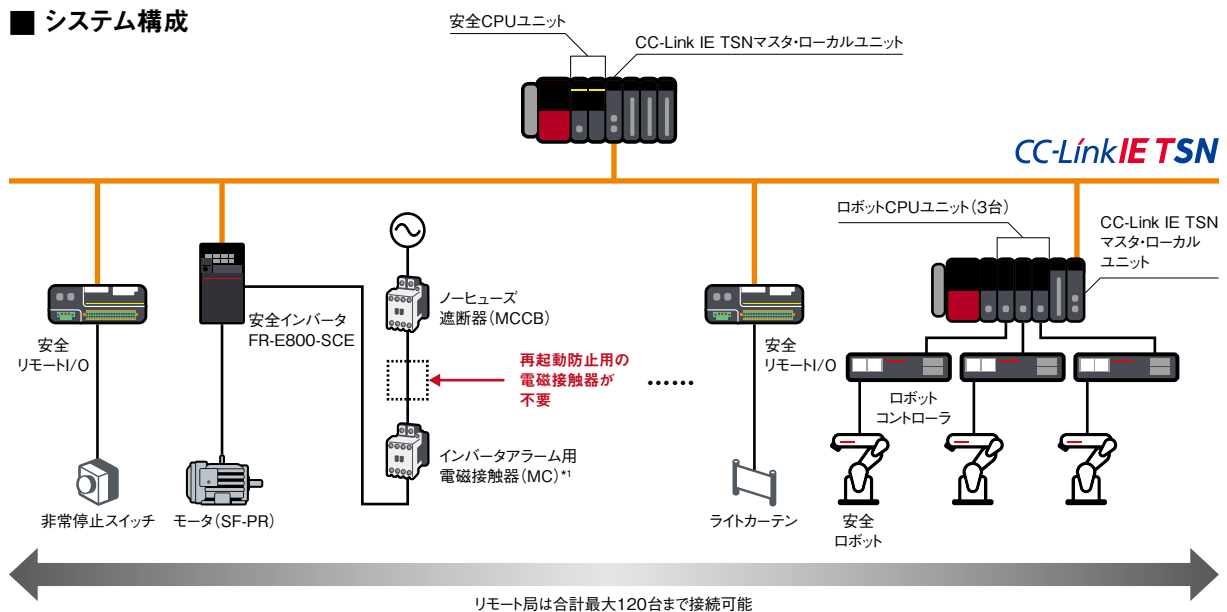 ■ システム構成
安全CPUユニット
CC-Link IE TSNマスタ・ローカルユニット
CC-Link IE TSN
ロボットCPUユニット(3台)
CC-Link IE TSN
マスタ・ローカル
ユニット
ノーヒューズ
遮断器(MCCB)
安全インバータ
FR-E800-SCE
安全
リモートI/O
再起動防止用の
電磁接触器が
不要
……
安全
リモートI/O
ロボット
コントローラ
インバータアラーム用
電磁接触器(MC)*1
非常停止スイッチ
モータ(SF-PR)
ライトカーテン
安全
ロボット
リモート局は合計最大120台まで接続可能